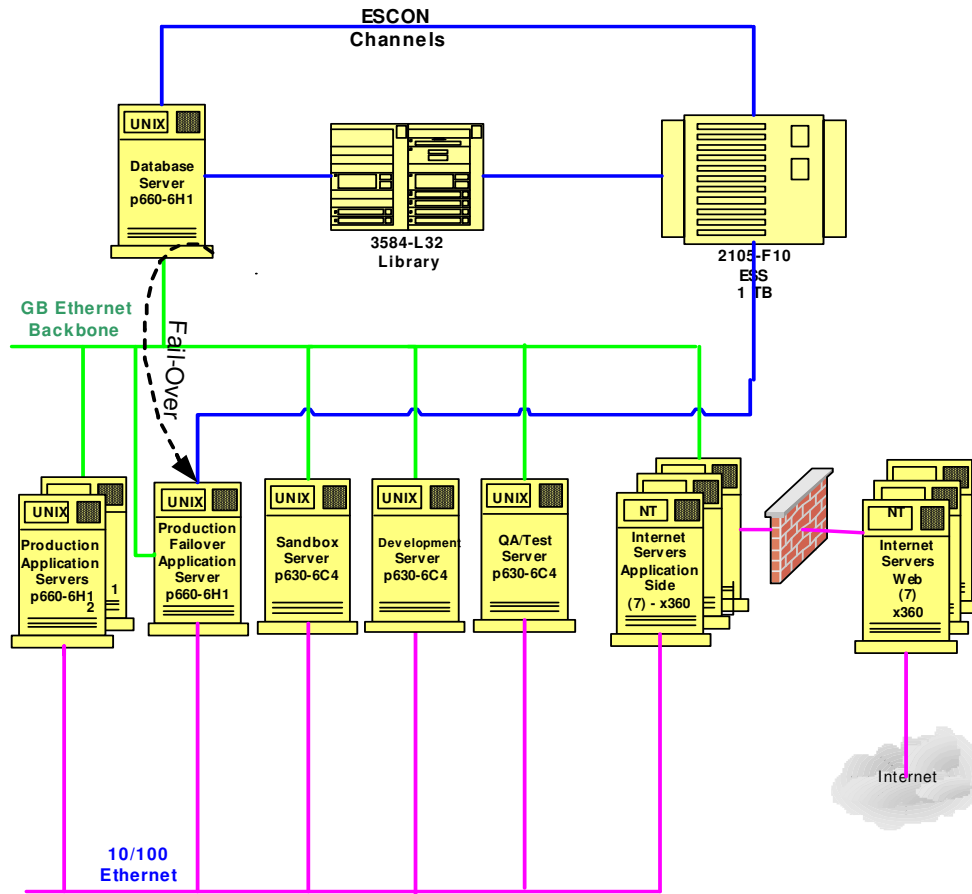 ESCON
Channels
UNIX
Database
Server
p660-6H1
3584-L32
Library
2105-F10
ESS
1 TB
GB Ethernet
Backbone
Fail-Over
UNIX
Production
Application
Servers
p660-6H1
2
1
UNIX
Production
Failover
Application
Server
p660-6H1
UNIX
Sandbox
Server
p630-6C4
UNIX
Development
Server
p630-6C4
UNIX
QA/Test
Server
p630-6C4
NT
Internet
Servers
Application
Side
(7) - x360
NT
Internet
Servers
Web
(7)
x360
Internet
10/100
Ethernet